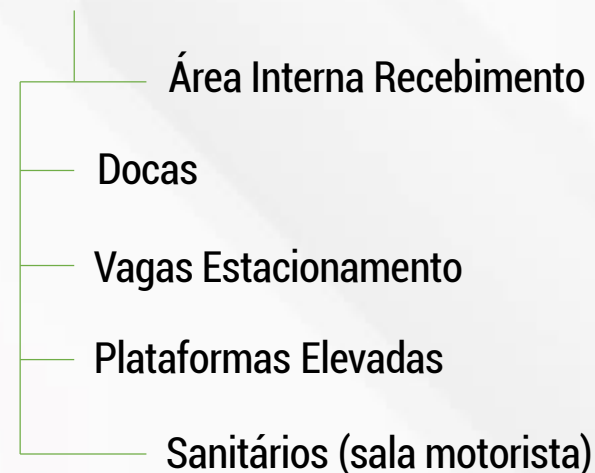 Área Interna Recebimento
Docas
Vagas Estacionamento
Plataformas Elevadas
Sanitários (sala motorista)